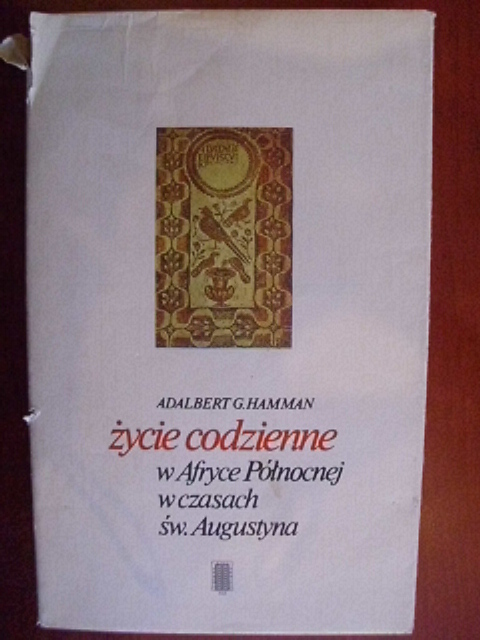 ADALBERT G. HAMMAN
życie codzienne
w Afryce Północnej
w czasach
św. Augustyna